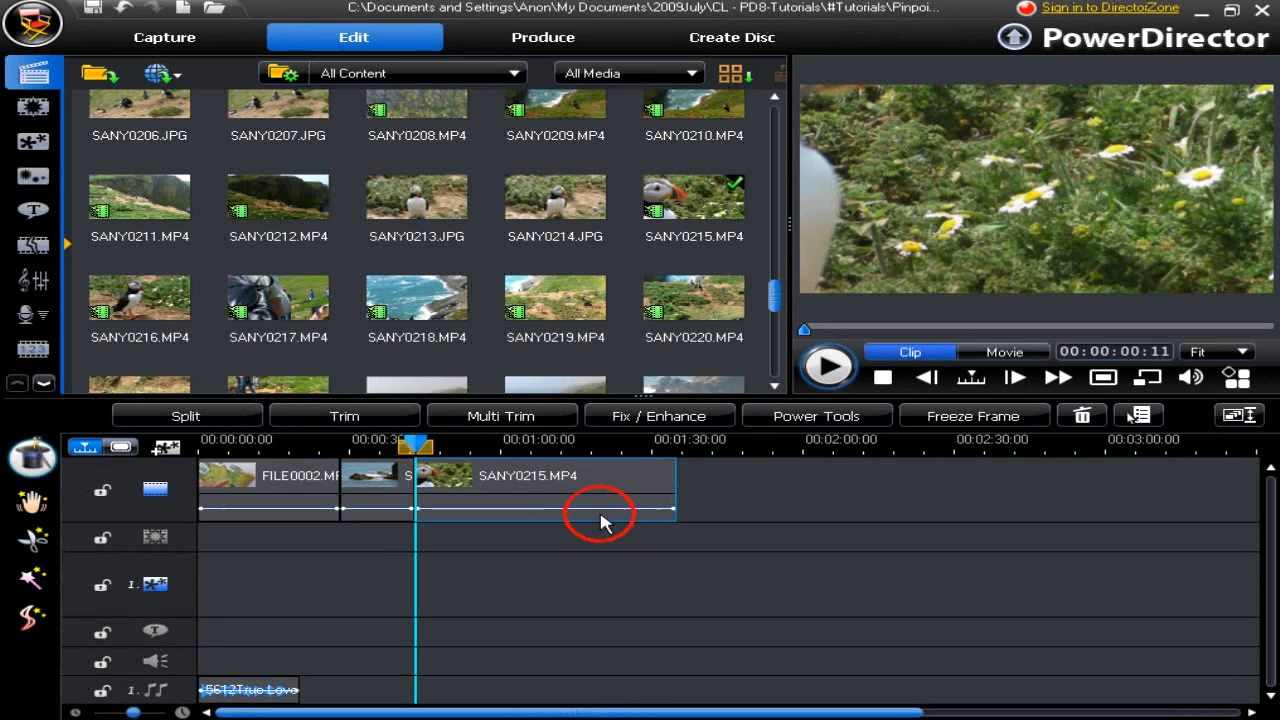 C:\Documents and Settings\Anon\My Documents\2009July\CL - PD8-Tutorials\#Tutorials\Pinpoi...
Sign in to DirectorZone
Capture
Edit
Produce
Create Disc
PowerDirector
All Content
All Media
SANY0206.JPG
SANY0207.JPG
SANY0208.MP4
SANY0209.MP4
SANY0210.MP4
SANY0211.MP4
SANY0212.MP4
SANY0213.JPG
SANY0214.JPG
SANY0215.MP4
SANY0216.MP4
SANY0217.MP4
SANY0218.MP4
SANY0219.MP4
SANY0220.MP4
123
Clip
Movie
00:00:00:11
Fit
Split
Trim
Multi Trim
Fix / Enhance
Power Tools
Freeze Frame
00:00:00:00
00:00:3
00:01:00:00
00:01:30:00
00:02:00:00
00:02:30:00
00:03:00:00
FILE0002.MP
S
SANY0215.MP4
1.
T
1.
5612True Love